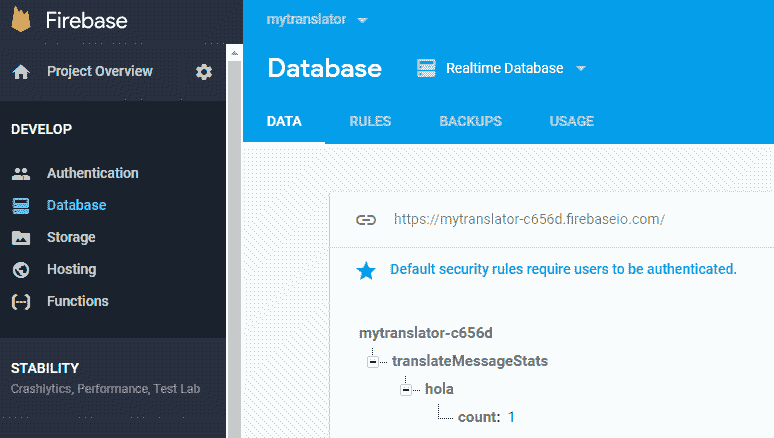 Firebase
Project Overview
DEVELOP
Authentication
Database
Storage
Hosting
Functions
STABILITY
Crashlytics, Performance, Test Lab
mytranslator
Database
Realtime Database
DATA RULES BACKUPS USAGE
https://mytranslator-c656d.firebaseio.com/
Default security rules require users to be authenticated.
mytranslator-c656d
translateMessageStats
hola
count: 1